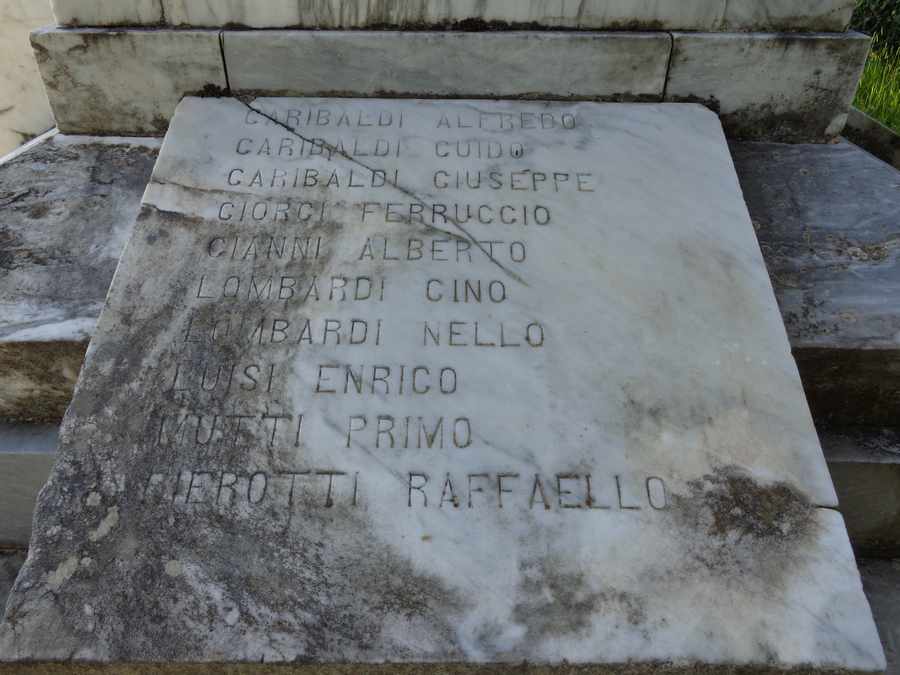 GARIBALDI ALFREDO
GARIBALDI GUIDO
GARIBALDI GIUSEPPE
GIORGI FERRUCCIO
GIANNI ALBERTO
LOMBARDI GINO
LOMBARDI NELLO
LUISI ENRICO
MUTTI PRIMO
PIEROTTI RAFFAELLO